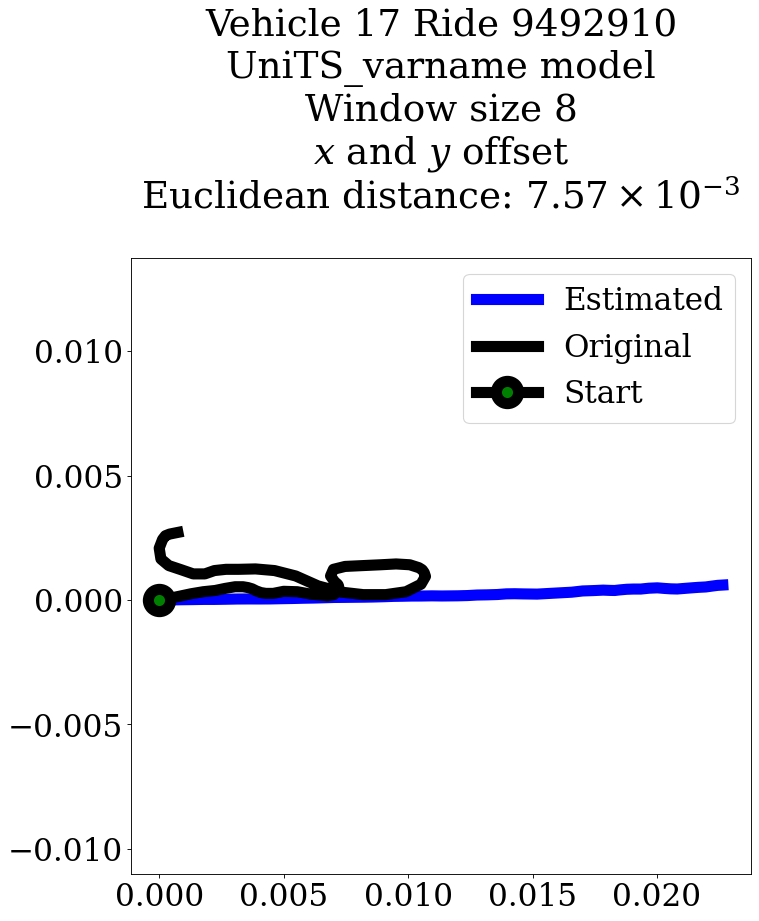 Vehicle 17 Ride 9492910
UniTS_varname model
Window size 8
x and y offset
Euclidean distance: 7.57 × 10⁻³
Estimated
Original
Start
0.010
0.005
0.000
−0.005
−0.010
0.000 0.005 0.010 0.015 0.020